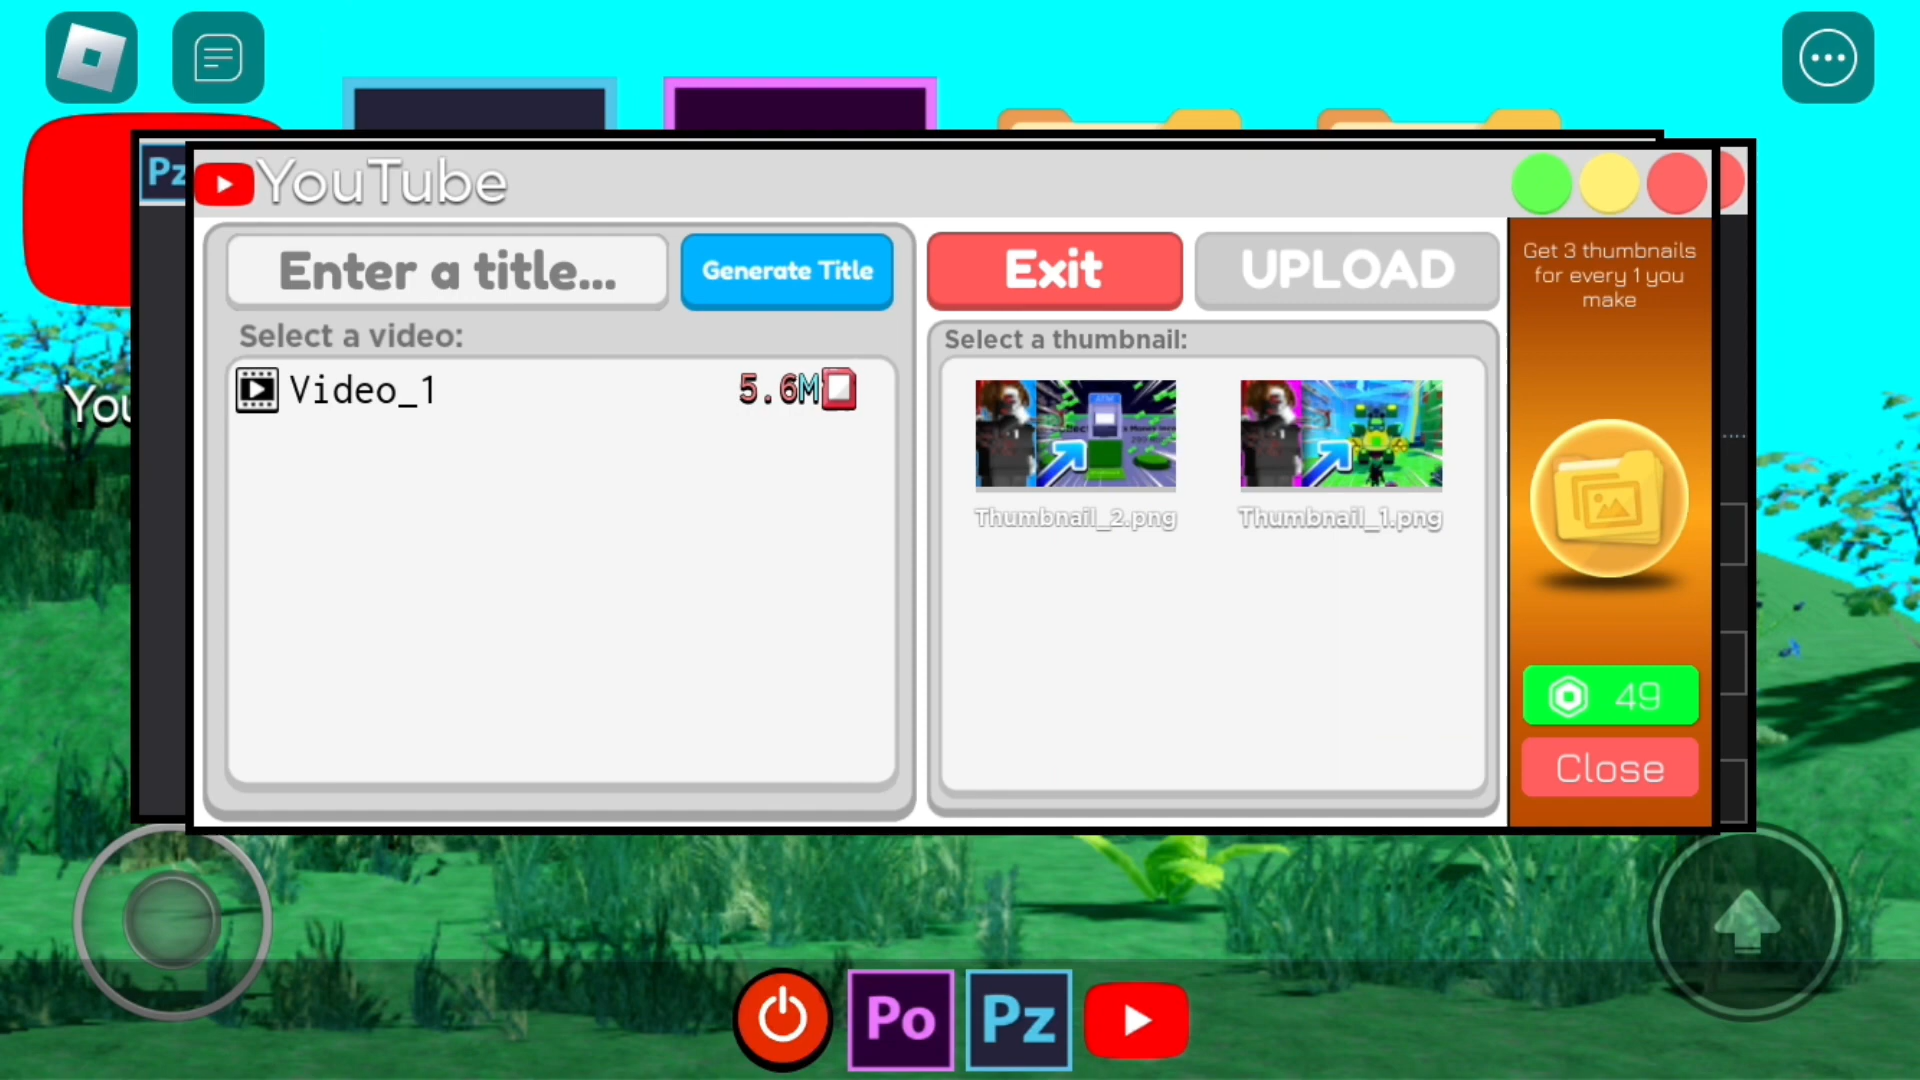 Pz
YouTube
Enter a title...
Generate Title
Exit
UPLOAD
Get 3 thumbnails
for every 1 you
make
Select a video:
Select a thumbnail:
Video_1
5.6M
You
Thumbnail_2.png
Thumbnail_1.png
49
Close
Po
Pz